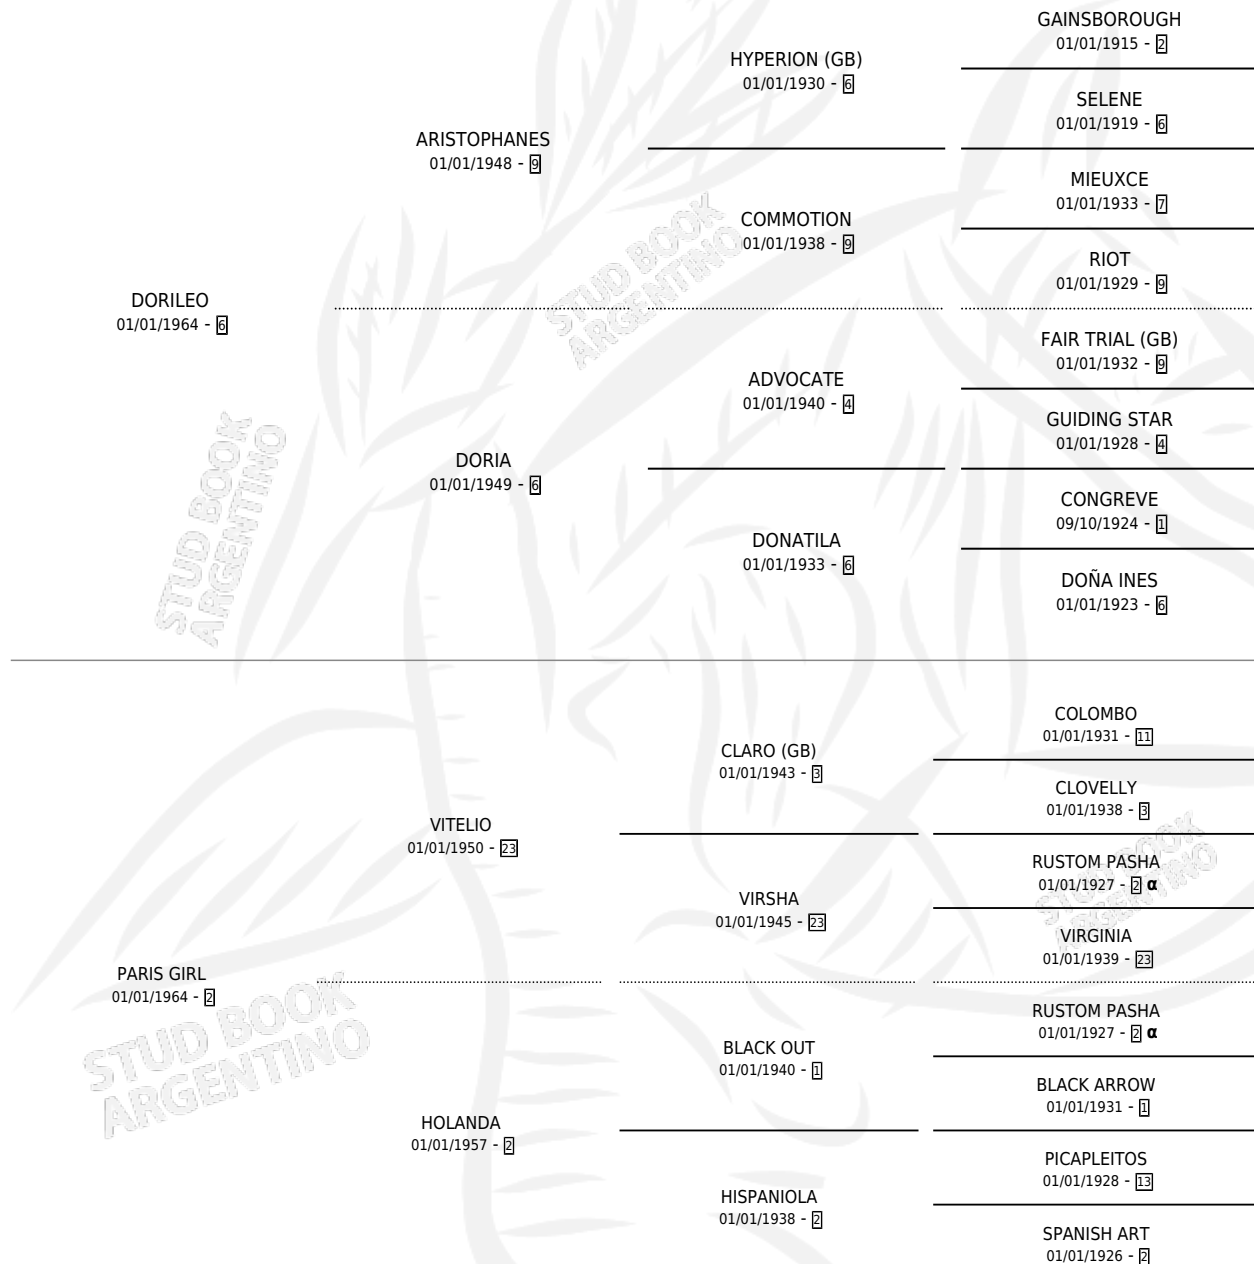 GAINSBOROUGH
01/01/1915 - 2
HYPERION (GB)
01/01/1930 - 6
SELENE
01/01/1919 - 6
ARISTOPHANES
01/01/1948 - 9
MIEUXCE
01/01/1933 - 7
COMMOTION
01/01/1938 - 9
RIOT
01/01/1929 - 9
DORILEO
01/01/1964 - 6
FAIR TRIAL (GB)
01/01/1932 - 9
ADVOCATE
01/01/1940 - 4
GUIDING STAR
01/01/1928 - 4
DORIA
01/01/1949 - 6
CONGREVE
09/10/1924 - 1
DONATILA
01/01/1933 - 6
DOÑA INES
01/01/1923 - 6
COLOMBO
01/01/1931 - 11
CLARO (GB)
01/01/1943 - 3
CLOVELLY
01/01/1938 - 3
VITELIO
01/01/1950 - 23
RUSTOM PASHA
01/01/1927 - 2 α
VIRSHA
01/01/1945 - 23
VIRGINIA
01/01/1939 - 23
PARIS GIRL
01/01/1964 - 2
RUSTOM PASHA
01/01/1927 - 2 α
BLACK OUT
01/01/1940 - 1
BLACK ARROW
01/01/1931 - 1
HOLANDA
01/01/1957 - 2
PICAPLEITOS
01/01/1928 - 13
HISPANIOLA
01/01/1938 - 2
SPANISH ART
01/01/1926 - 2
STUD BOOK
ARGENTINO
STUD BOOK
ARGENTINO
STUD BOOK
ARGENTINO
STUD BOOK
ARGENTINO